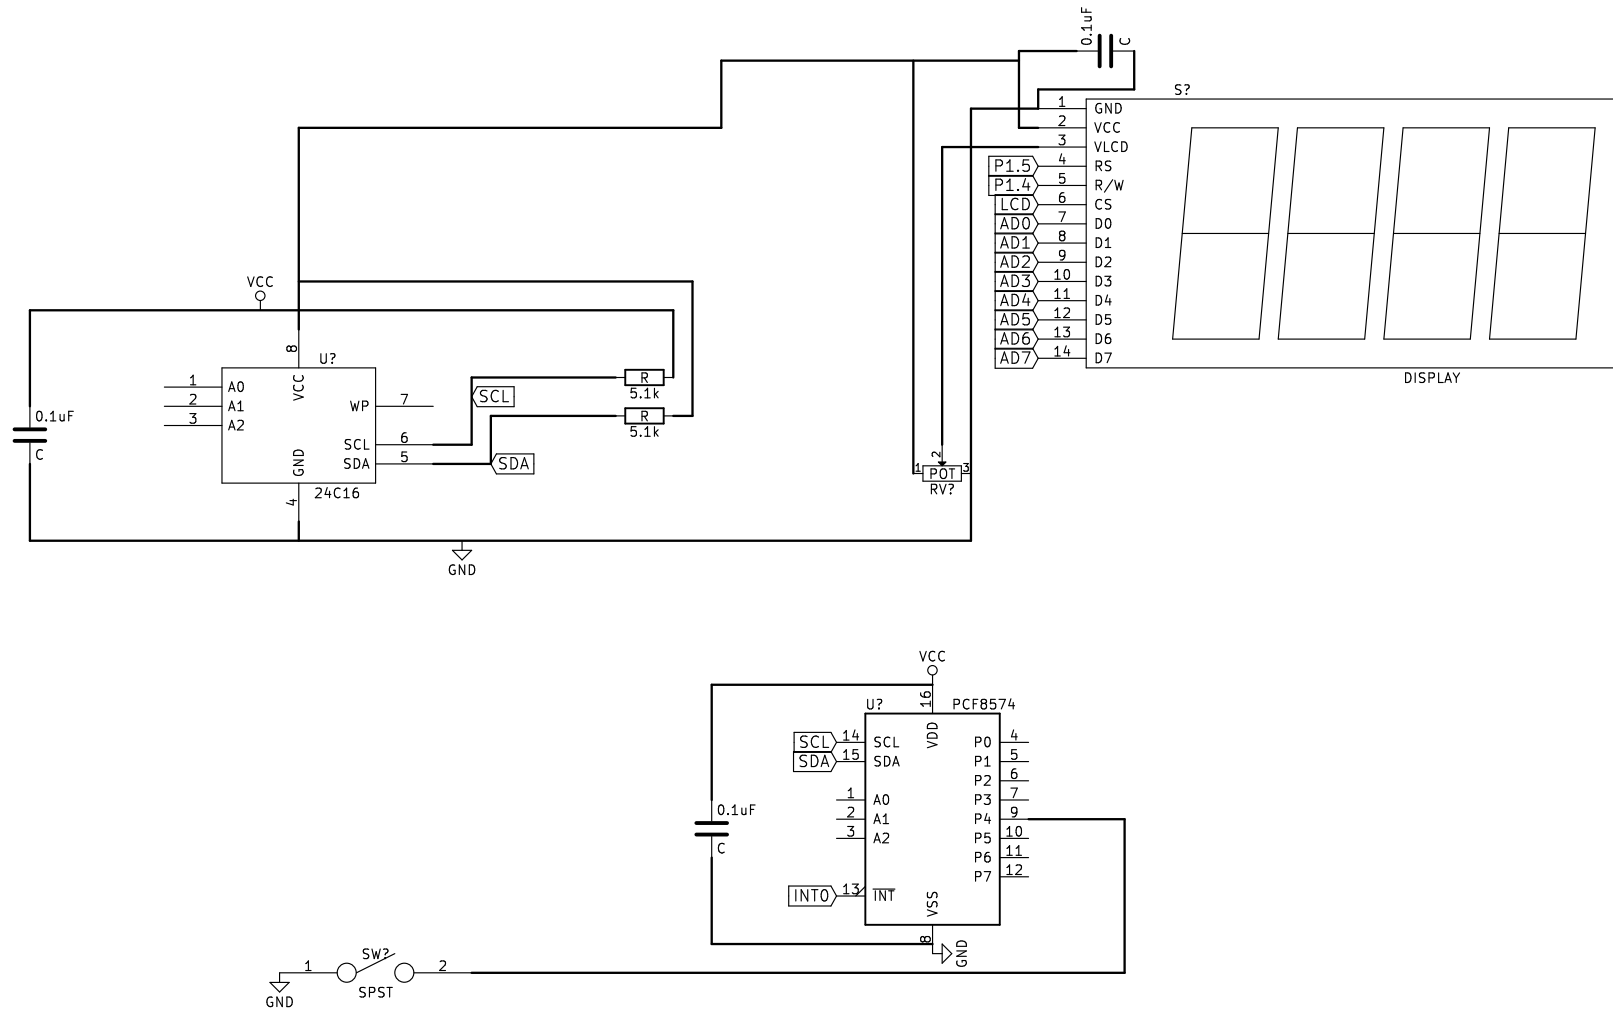 0.1uF
C
S?
1 GND
2 VCC
3 VLCD
P1.5 4 RS
P1.4 5 R/W
LCD 6 CS
AD0 7 D0
AD1 8 D1
AD2 9 D2
AD3 10 D3
AD4 11 D4
AD5 12 D5
AD6 13 D6
AD7 14 D7
DISPLAY
VCC
8
U?
VCC
1 A0
2 A1
3 A2
WP 7
SCL 6
SDA 5
GND
4
24C16
0.1uF
C
SCL
SDA
R
5.1k
R
5.1k
2
1 POT 3
RV?
GND
VCC
16
U?
PCF8574
VDD
SCL 14 SCL
SDA 15 SDA
1 A0
2 A1
3 A2
INT0 13 INT
P0 4
P1 5
P2 6
P3 7
P4 9
P5 10
P6 11
P7 12
VSS
8
GND
0.1uF
C
SW?
1 2
SPST
GND